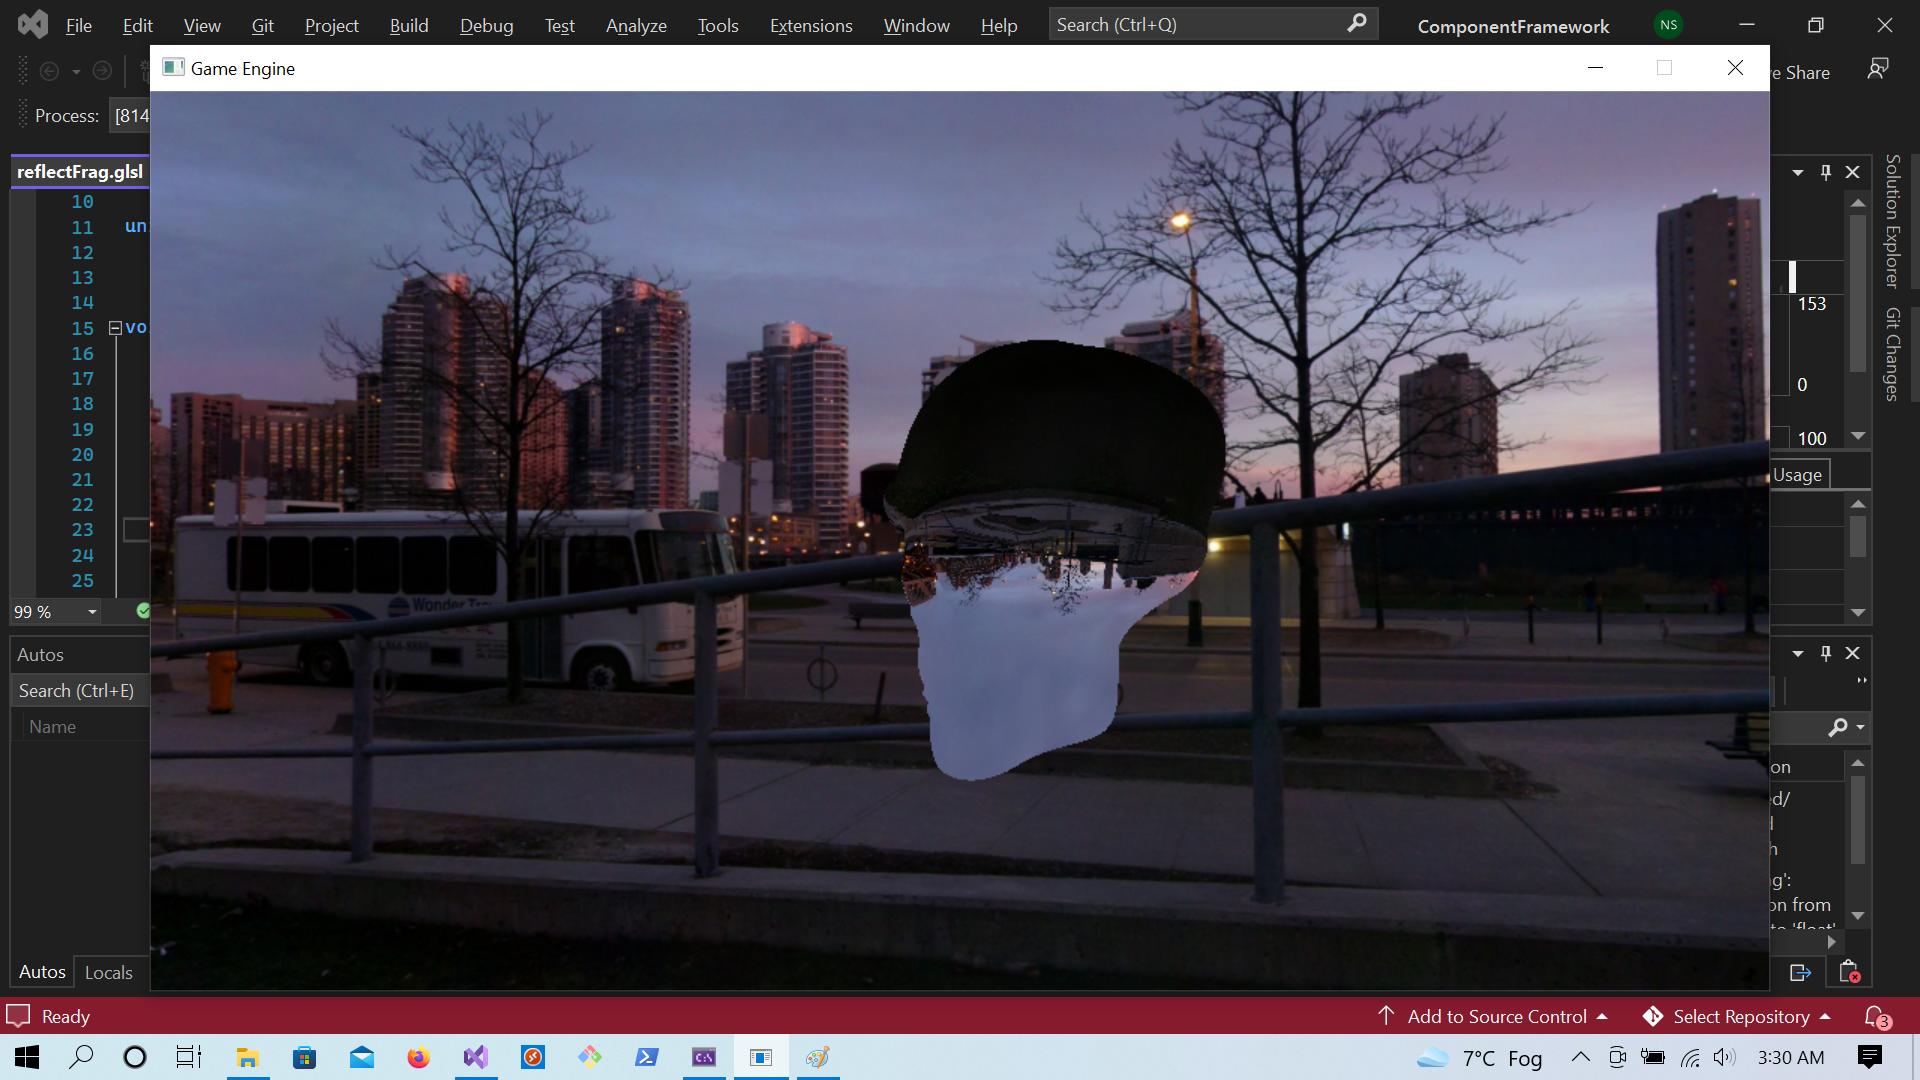 File Edit View Git Project Build Debug Test Analyze Tools Extensions Window Help Search (Ctrl+Q) ComponentFramework NS
Game Engine
Share
Process: [814
reflectFrag.glsl
10
11 un
12
13
14
15 vo
16
17
18
19
20
21
22
23
24
25
99 %
Solution Explorer
Git Changes
153
0
100
Usage
Wonder
Autos
Search (Ctrl+E)
Name
on
ed/
g':
on from
'float'
Autos Locals
Ready
Add to Source Control Select Repository 3
C:\
7°C Fog
3:30 AM